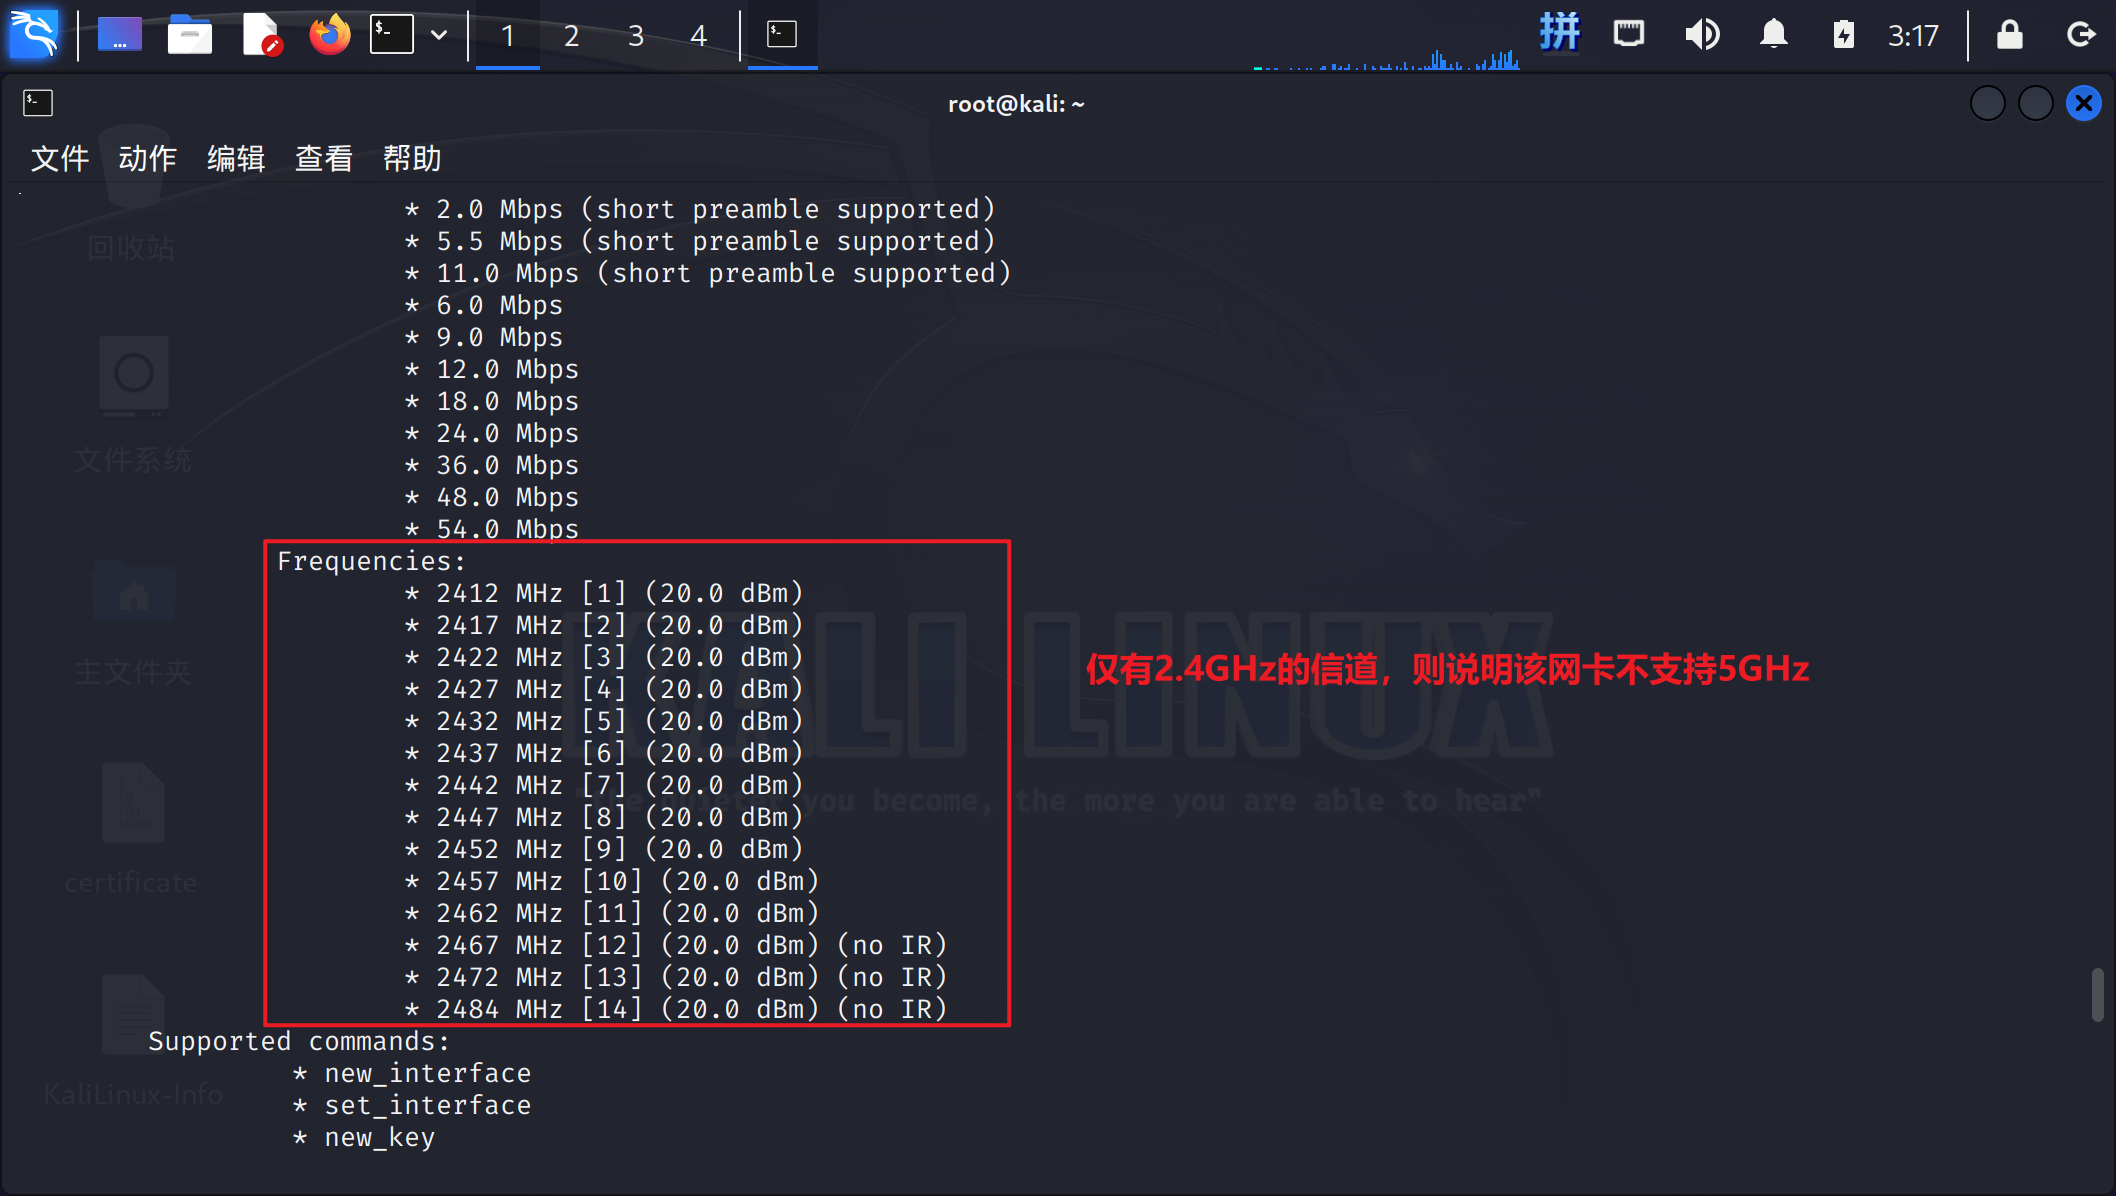 1 2 3 4 拼 3:17
root@kali: ~
文件 动作 编辑 查看 帮助
* 2.0 Mbps (short preamble supported)
* 5.5 Mbps (short preamble supported)
回收站
* 11.0 Mbps (short preamble supported)
* 6.0 Mbps
* 9.0 Mbps
* 12.0 Mbps
* 18.0 Mbps
* 24.0 Mbps
文件系统
* 36.0 Mbps
* 48.0 Mbps
* 54.0 Mbps
Frequencies:
* 2412 MHz [1] (20.0 dBm)
* 2417 MHz [2] (20.0 dBm)
* 2422 MHz [3] (20.0 dBm)
仅有2.4GHz的信道，则说明该网卡不支持5GHz
主文件夹
* 2427 MHz [4] (20.0 dBm)
KALI LINUX
* 2432 MHz [5] (20.0 dBm)
* 2437 MHz [6] (20.0 dBm)
* 2442 MHz [7] (20.0 dBm)
"the quieter you become, the more you are able to hear"
* 2447 MHz [8] (20.0 dBm)
* 2452 MHz [9] (20.0 dBm)
certificate
* 2457 MHz [10] (20.0 dBm)
* 2462 MHz [11] (20.0 dBm)
* 2467 MHz [12] (20.0 dBm) (no IR)
* 2472 MHz [13] (20.0 dBm) (no IR)
* 2484 MHz [14] (20.0 dBm) (no IR)
Supported commands:
* new_interface
KaliLinux-Info
* set_interface
* new_key